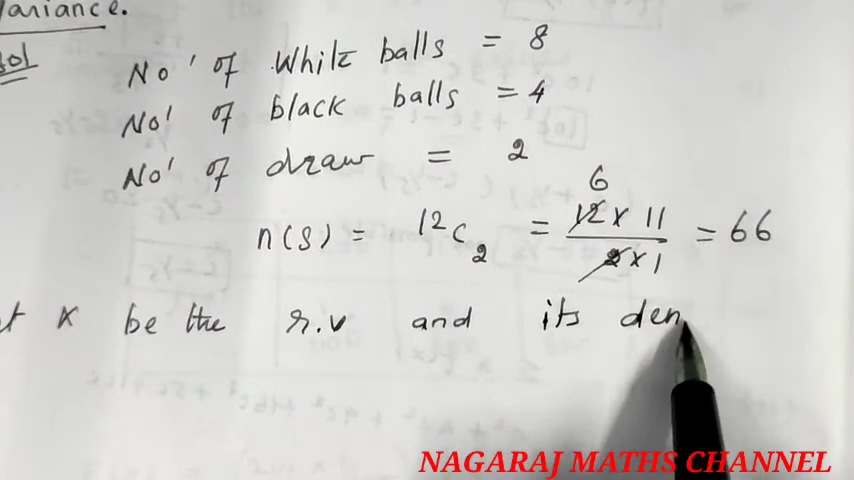 ariance.
sol
No' of White balls = 8
No' of black balls = 4
No' of draw = 2
n(S) = 12C2 = 12 x 11 / 2 x 1 = 66
6
x be the r.v and its den
NAGARAJ MATHS CHANNEL